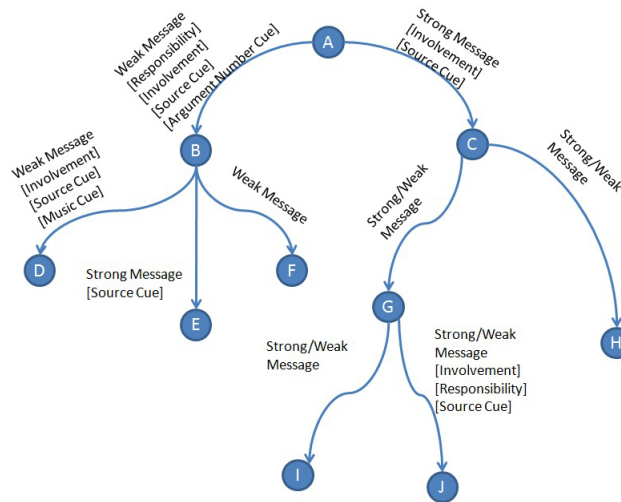 A
Weak Message
[Responsibility]
[Involvement]
[Source Cue]
[Argument Number Cue]
Strong Message
[Involvement]
[Source Cue]
B
C
Weak Message
[Involvement]
[Source Cue]
[Music Cue]
Weak Message
Strong/Weak
Message
Strong/Weak
Message
D
Strong Message
[Source Cue]
F
E
G
H
Strong/Weak
Message
Strong/Weak
Message
[Involvement]
[Responsibility]
[Source Cue]
I
J